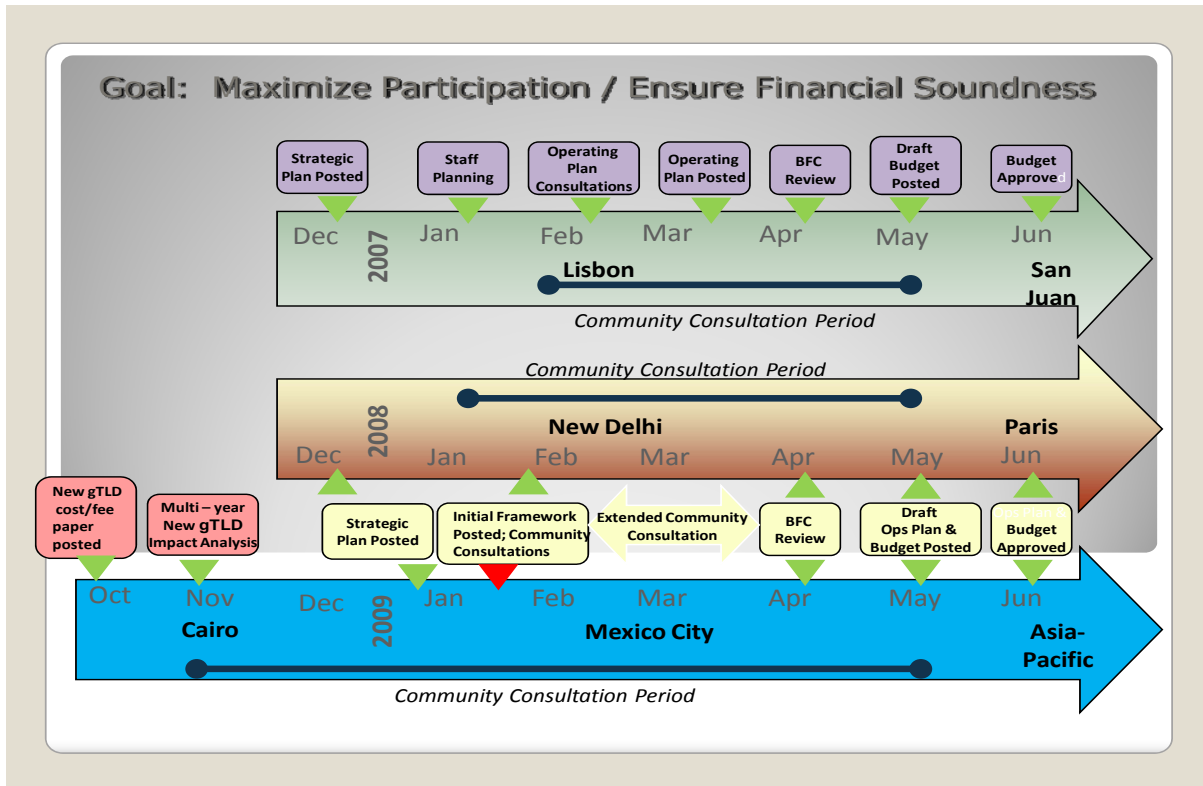 Goal:  Maximize Participation / Ensure Financial Soundness
Strategic
Plan Posted
Staff
Planning
Operating
Plan
Consultations
Operating
Plan Posted
BFC
Review
Draft
Budget
Posted
Budget
Approved
Dec
2007
Jan
Feb
Mar
Apr
May
Jun
Lisbon
San
Juan
Community Consultation Period
Community Consultation Period
2008
New Delhi
Paris
Dec
Jan
Feb
Mar
Apr
May
Jun
New gTLD
cost/fee
paper
posted
Multi – year
New gTLD
Impact Analysis
Strategic
Plan Posted
Initial Framework
Posted; Community
Consultations
Extended Community
Consultation
BFC
Review
Draft
Ops Plan &
Budget Posted
Ops Plan &
Budget
Approved
Oct
Nov
Dec
2009
Jan
Feb
Mar
Apr
May
Jun
Cairo
Mexico City
Asia-
Pacific
Community Consultation Period